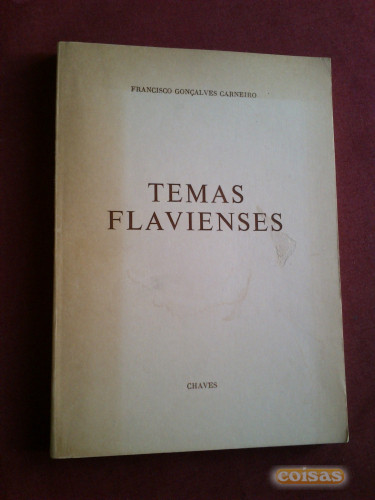 FRANCISCO GONÇALVES CARNEIRO
TEMAS
FLAVIENSES
CHAVES
coisas